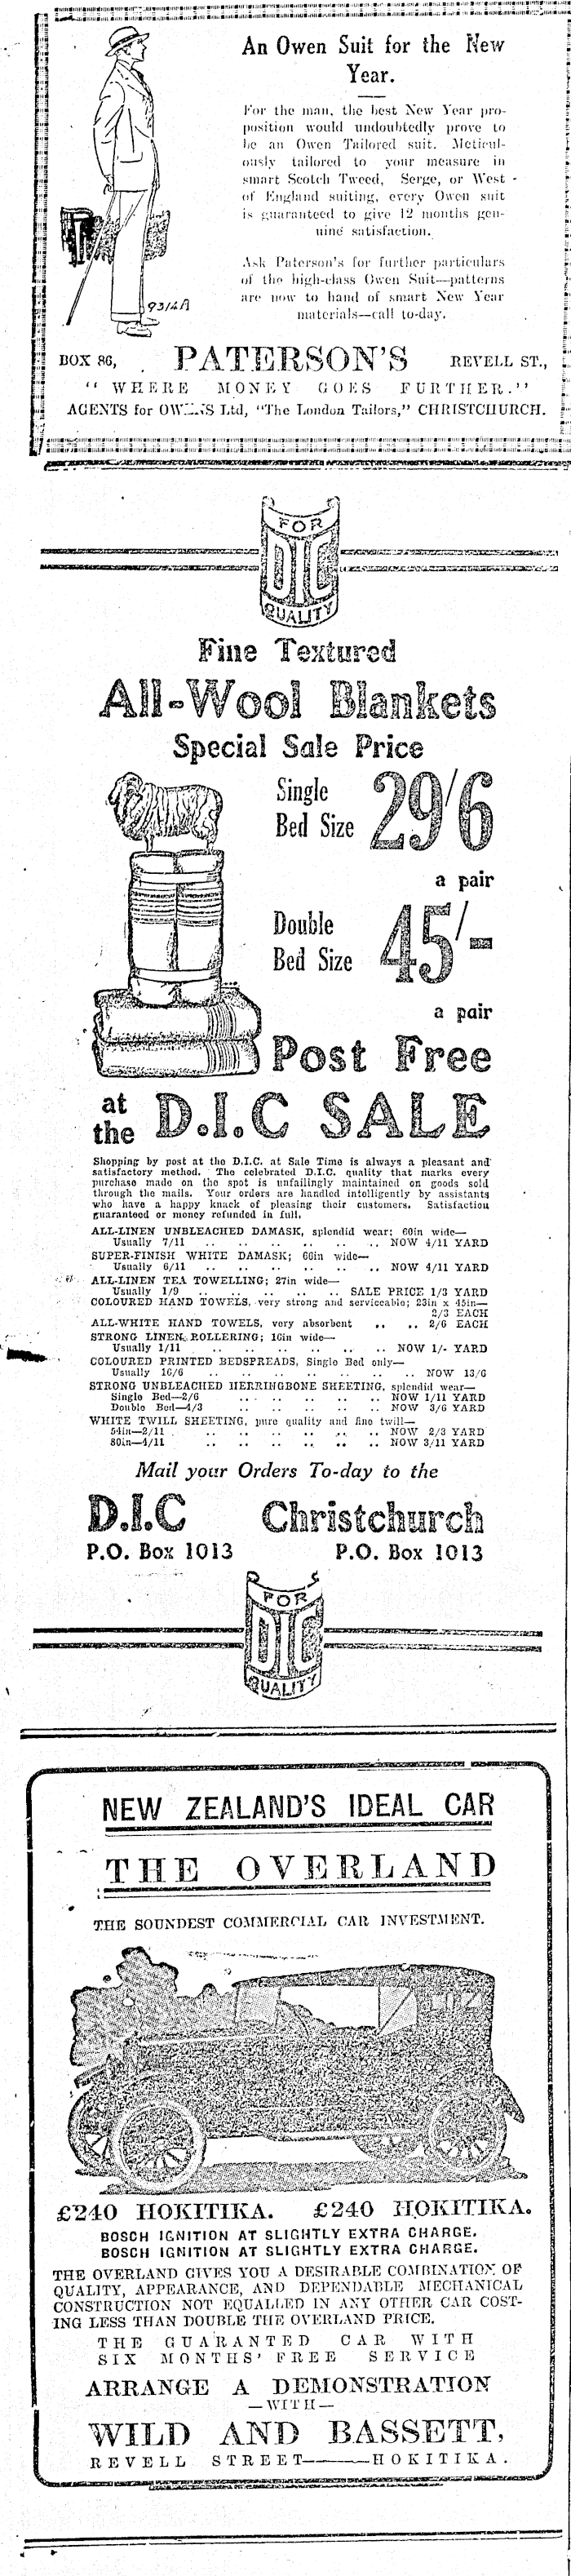 An Owen Suit for the New
Year.
For the man, the best New Year pro-
position would undoubtedly prove to
be an Owen Tailored suit. Meticul-
ously tailored to your measure in
smart Scotch Tweed, Serge, or West
of England suiting, every Owen suit
is guaranteed to give 12 months gen-
uine satisfaction.
Ask Paterson's for further particulars
of the high-class Owen Suit—patterns
are now to hand of smart New Year
materials—call to-day.
9314A
BOX 86, PATERSON'S REVELL ST.,
"WHERE MONEY GOES FURTHER."
AGENTS for Ltd, "The London Tailors," CHRISTCHURCH.
FOR
DIC
QUALITY
Fine Textured
All-Wool Blankets
Special Sale Price
Single
Bed Size 29/6
a pair
Double
Bed Size 45/-
a pair
Post Free
at
the D.I.C SALE
Shopping by post at the D.I.C. at Sale Time is always a pleasant and
satisfactory method. The celebrated D.I.C. quality that marks every
purchase made on the spot is unfailingly maintained on goods sold
through the mails. Your orders are handled intelligently by assistants
who have a happy knack of pleasing their customers. Satisfaction
guaranteed or money refunded in full.
ALL-LINEN UNBLEACHED DAMASK, splendid wear; 60in wide—
Usually 7/11 .. .. .. .. .. .. NOW 4/11 YARD
SUPER-FINISH WHITE DAMASK; 66in wide—
Usually 6/11 .. .. .. .. .. .. NOW 4/11 YARD
ALL-LINEN TEA TOWELLING; 27in wide—
Usually 1/9 .. .. .. .. .. SALE PRICE 1/3 YARD
COLOURED HAND TOWELS, very strong and serviceable; 23in x 45in—
2/3 EACH
ALL-WHITE HAND TOWELS, very absorbent .. .. 2/6 EACH
STRONG LINEN ROLLERING; 16in wide—
Usually 1/11 .. .. .. .. .. .. NOW 1/- YARD
COLOURED PRINTED BEDSPREADS, Single Bed only—
Usually 16/6 .. .. .. .. .. .. .. NOW 13/6
STRONG UNBLEACHED HERRINGBONE SHEETING, splendid wear—
Single Bed—2/6 .. .. .. .. .. NOW 1/11 YARD
Double Bed—4/3 .. .. .. .. .. NOW 3/6 YARD
WHITE TWILL SHEETING, pure quality and fine twill—
54in—2/11 .. .. .. .. .. .. NOW 2/3 YARD
80in—4/11 .. .. .. .. .. .. NOW 3/11 YARD
Mail your Orders To-day to the
D.I.C Christchurch
P.O. Box 1013 P.O. Box 1013
FOR
DIC
QUALITY
NEW ZEALAND'S IDEAL CAR
THE OVERLAND
THE SOUNDEST COMMERCIAL CAR INVESTMENT.
£240 HOKITIKA. £240 HOKITIKA.
BOSCH IGNITION AT SLIGHTLY EXTRA CHARGE.
BOSCH IGNITION AT SLIGHTLY EXTRA CHARGE.
THE OVERLAND GIVES YOU A DESIRABLE COMBINATION OF
QUALITY, APPEARANCE, AND DEPENDABLE MECHANICAL
CONSTRUCTION NOT EQUALLED IN ANY OTHER CAR COST-
ING LESS THAN DOUBLE THE OVERLAND PRICE.
THE GUARANTED CAR WITH
SIX MONTHS' FREE SERVICE
ARRANGE A DEMONSTRATION
—WITH—
WILD AND BASSETT,
REVELL STREET———HOKITIKA.